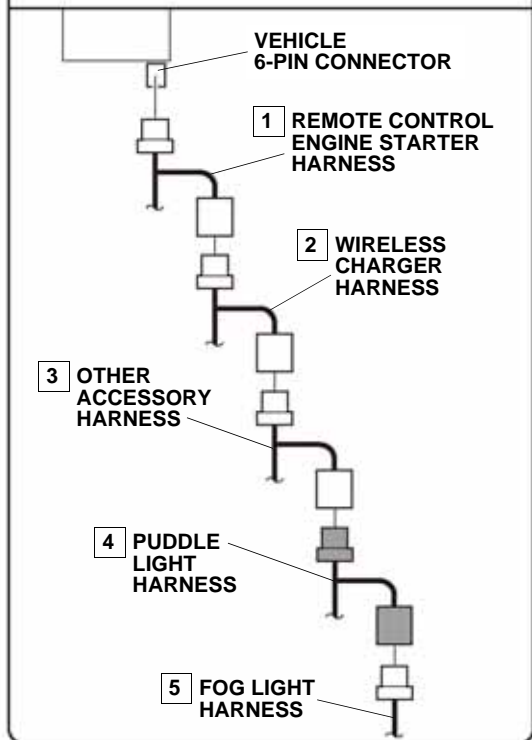 VEHICLE
6-PIN CONNECTOR
1 REMOTE CONTROL
ENGINE STARTER
HARNESS
2 WIRELESS
CHARGER
HARNESS
3 OTHER
ACCESSORY
HARNESS
4 PUDDLE
LIGHT
HARNESS
5 FOG LIGHT
HARNESS